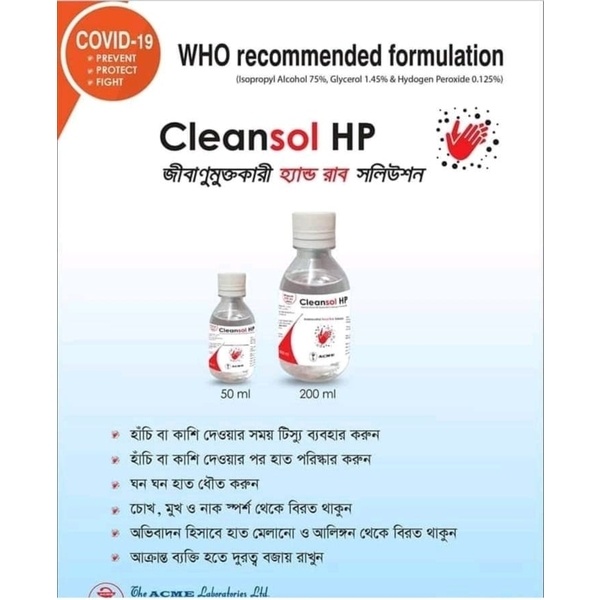 COVID-19
PREVENT
PROTECT
FIGHT
WHO recommended formulation
(Isopropyl Alcohol 75%, Glycerol 1.45% & Hydogen Peroxide 0.125%)
Cleansol HP
জীবাণুমুক্তকারী হ্যান্ড রাব সলিউশন
Cleansol HP
ACME
Cleansol HP
ACME
50 ml
200 ml
হাঁচি বা কাশি দেওয়ার সময় টিস্যু ব্যবহার করুন
হাঁচি বা কাশি দেওয়ার পর হাত পরিষ্কার করুন
ঘন ঘন হাত ধৌত করুন
চোখ, মুখ ও নাক স্পর্শ থেকে বিরত থাকুন
অভিবাদন হিসাবে হাত মেলানো ও আলিঙ্গন থেকে বিরত থাকুন
আক্রান্ত ব্যক্তি হতে দুরত্ব বজায় রাখুন
The ACME Laboratories Ltd.